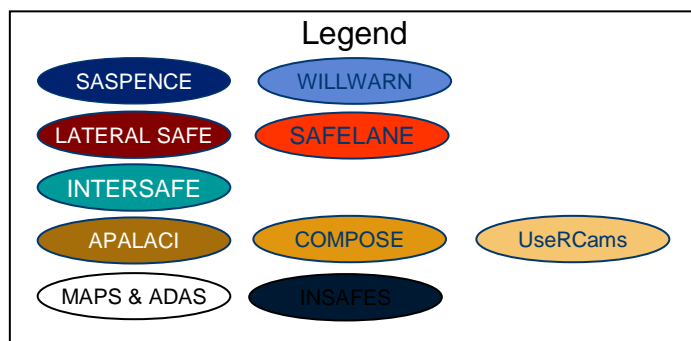 Legend
SASPENCE WILLWARN
LATERAL SAFE SAFELANE
INTERSAFE
APALACI COMPOSE UseRCams
MAPS & ADAS INSAFES